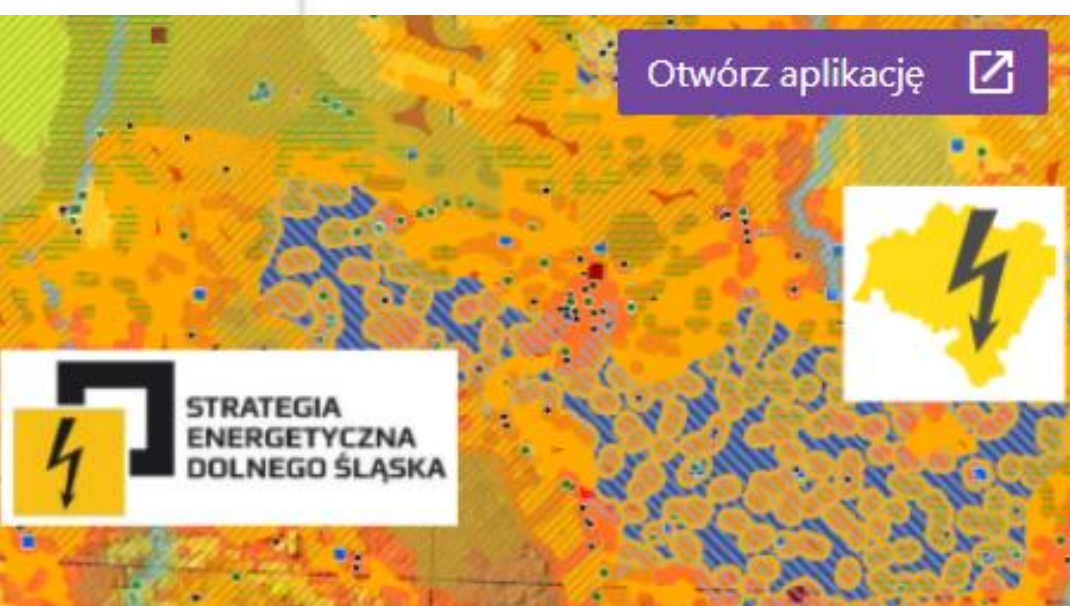 Otwórz aplikację
STRATEGIA
ENERGETYCZNA
DOLNEGO ŚLĄSKA